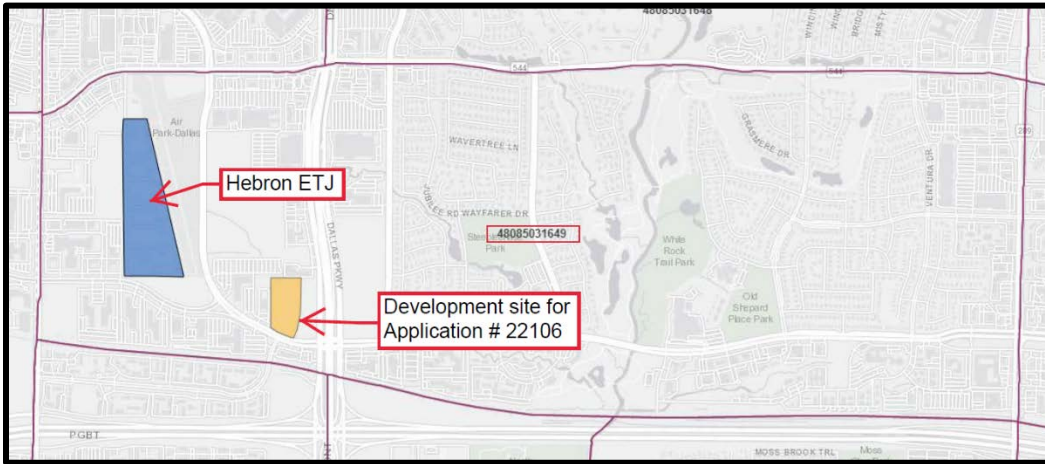 48085031648
544
544
Air
Park-Dallas
WAVERTREE LN
GRASMERE DR
VENTURA DR
289
Hebron ETJ
JUBILEE RD WAYFARER DR
48085031649
Park
White
Rock
Trail Park
DALLAS PKWY
Old
Shepard
Place Park
Development site for
Application # 22106
PGBT
MOSS BROOK TRL
Moss